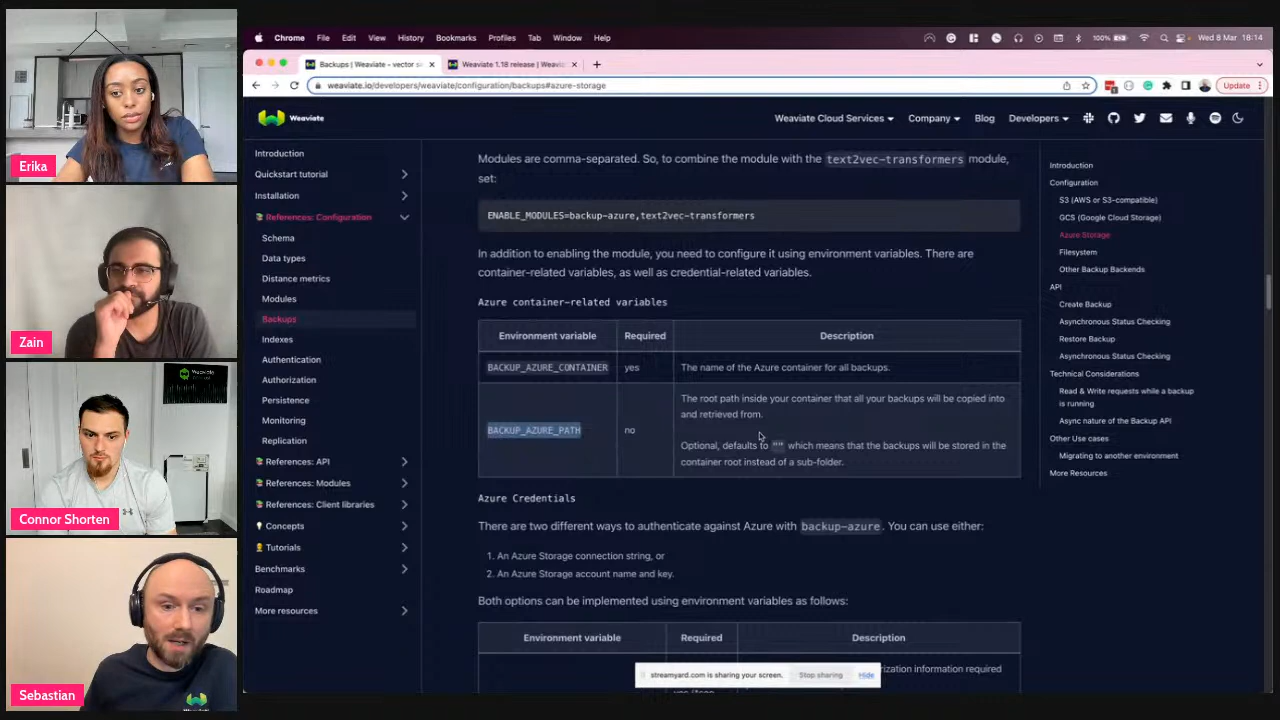 Erika
Zain
Connor Shorten
Sebastian
Weaviate
Chrome File Edit View History Bookmarks Profiles Tab Window Help
100% Wed 8 Mar 18:14
Backups | Weaviate - vector s
Weaviate 1.18 release | Weavi
weaviate.io/developers/weaviate/configuration/backups#azure-storage
Update
Weaviate
Weaviate Cloud Services Company Blog Developers
Introduction
Quickstart tutorial
Installation
References: Configuration
Schema
Data types
Distance metrics
Modules
Backups
Indexes
Authentication
Authorization
Persistence
Monitoring
Replication
References: API
References: Modules
References: Client libraries
Concepts
Tutorials
Benchmarks
Roadmap
More resources
Modules are comma-separated. So, to combine the module with the text2vec-transformers module,
set:
ENABLE_MODULES=backup-azure,text2vec-transformers
In addition to enabling the module, you need to configure it using environment variables. There are
container-related variables, as well as credential-related variables.
Azure container-related variables
Environment variable Required Description
BACKUP_AZURE_CONTAINER yes The name of the Azure container for all backups.
BACKUP_AZURE_PATH no
The root path inside your container that all your backups will be copied into
and retrieved from.
Optional, defaults to "" which means that the backups will be stored in the
container root instead of a sub-folder.
Azure Credentials
There are two different ways to authenticate against Azure with backup-azure. You can use either:
1. An Azure Storage connection string, or
2. An Azure Storage account name and key.
Both options can be implemented using environment variables as follows:
Environment variable Required Description
rization information required
streamyard.com is sharing your screen. Stop sharing Hide
Introduction
Configuration
S3 (AWS or S3-compatible)
GCS (Google Cloud Storage)
Azure Storage
Filesystem
Other Backup Backends
API
Create Backup
Asynchronous Status Checking
Restore Backup
Asynchronous Status Checking
Technical Considerations
Read & Write requests while a backup
is running
Async nature of the Backup API
Other Use cases
Migrating to another environment
More Resources